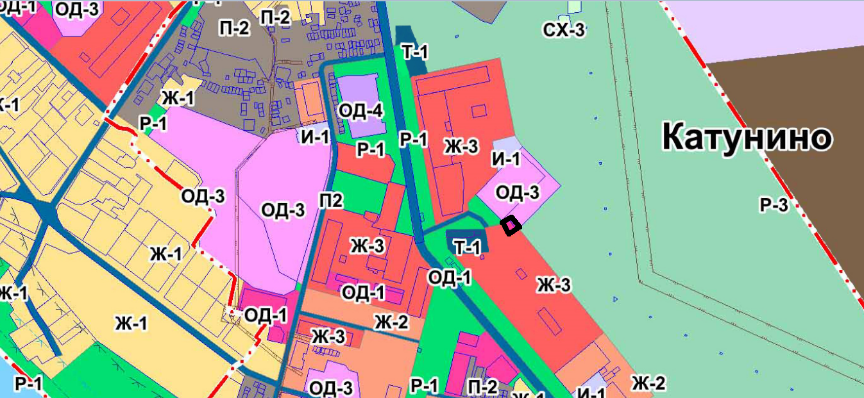 ОД-1
ОД-3
П-2
П-2
СХ-3
Т-1
Ж-1
Р-1
ОД-4
И-1
Р-1
Р-1
Ж-3
И-1
Катунино
ОД-3
ОД-3
П2
ОД-3
Р-3
Ж-1
Ж-3
Т-1
ОД-1
Ж-3
Ж-1
ОД-1
ОД-1
Ж-1
Ж-2
Ж-3
Р-1
ОД-3
Р-1
П-2
И-1
Ж-2